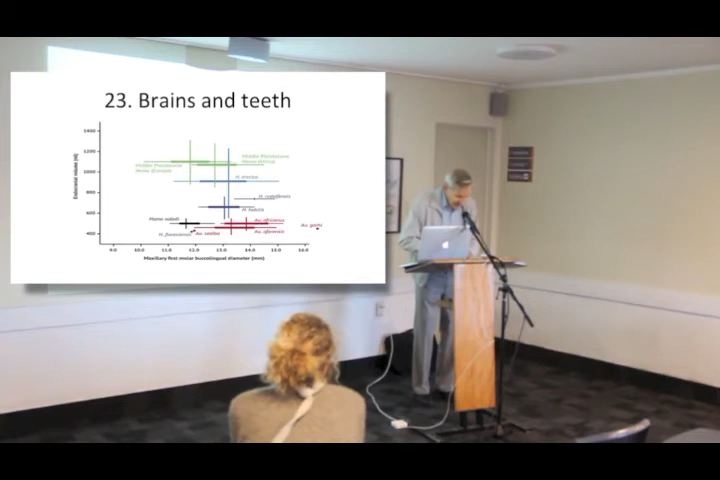 23. Brains and teeth
1400
1200
1000
800
600
400
Endocranial volume (ml)
Middle Pleistocene
Homo (Africa)
Middle Pleistocene
Homo (Europe)
H. erectus
H. rudolfensis
H. habilis
Homo naledi
Au. africanus
Au. garhi
H. floresiensis
Au. sediba
Au. afarensis
9.0 10.0 11.0 12.0 13.0 14.0 15.0 16.0
Maxillary first molar buccolingual diameter (mm)